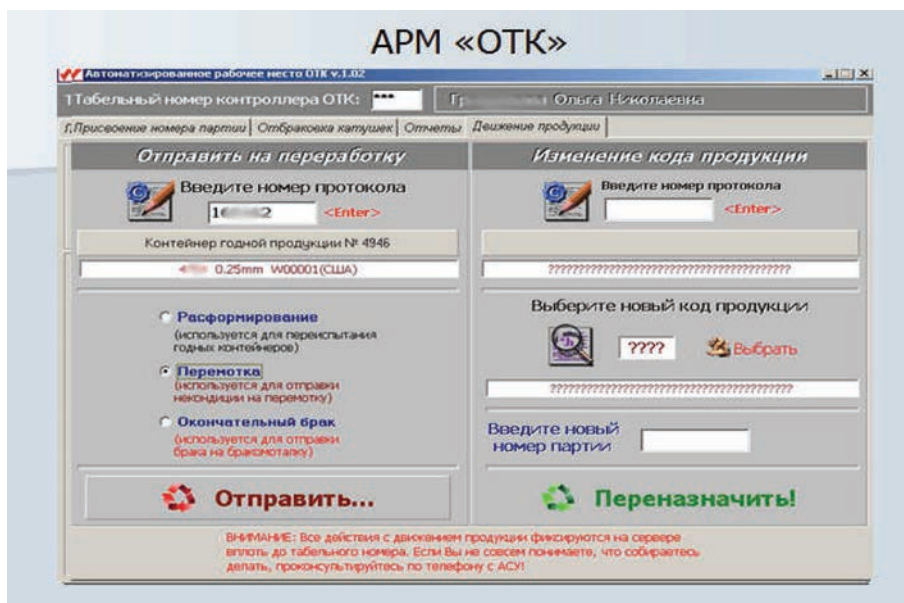 АРМ «ОТК»
Автоматизированное рабочее место ОТК v.1.02
1Табельный номер контроллера ОТК: ***
Гр Ольга Николаевна
Присвоение номера партии Отбраковка катушек Отчеты Движение продукции
Отправить на переработку
Введите номер протокола
16 2 <Enter>
Контейнер годной продукции № 4946
0.25mm W00001(США)
Расформирование
(используется для переиспытания
годных контейнеров)
Перемотка
(используется для отправки
некондиции на перемотку)
Окончательный брак
(используется для отправки
брака на бракомоталку)
Отправить...
Изменение кода продукции
Введите номер протокола
<Enter>
????????????????????????????????????????
Выберите новый код продукции
???? Выбрать
????????????????????????????????????????
Введите новый
номер партии
Переназначить!
ВНИМАНИЕ: Все действия с движением продукции фиксируются на сервере
вплоть до табельного номера. Если Вы не совсем понимаете, что собираетесь
делать, проконсультируйтесь по телефону с АСУ!